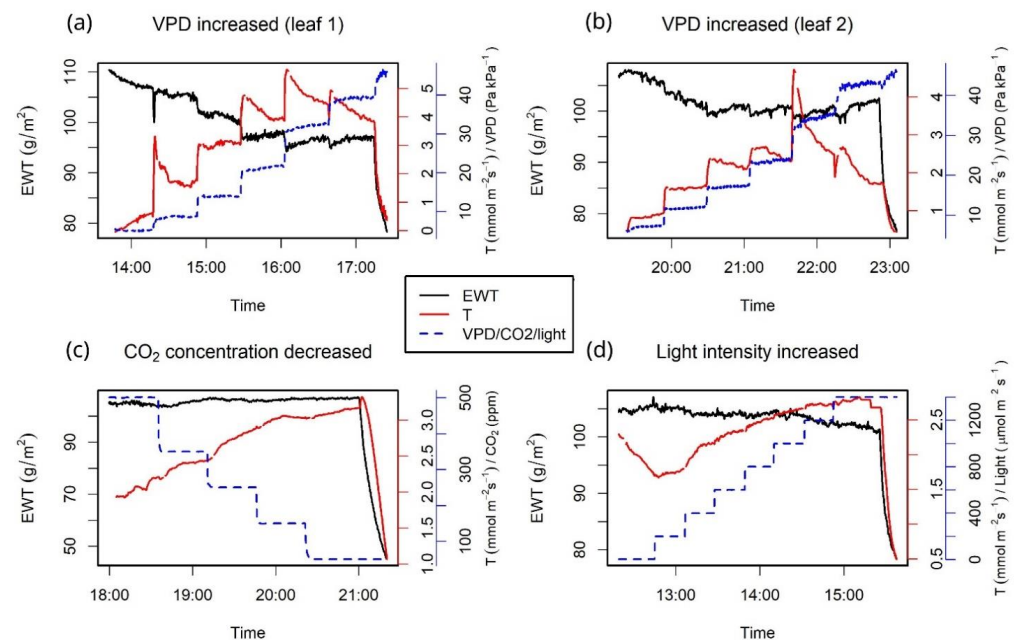 (a) VPD increased (leaf 1)
EWT (g/m²)
80 90 100 110
14:00 15:00 16:00 17:00
Time
0 1 2 3 4 5
0 10 20 30 40
T (mmol m⁻²s⁻¹) / VPD (Pa kPa⁻¹)
(b) VPD increased (leaf 2)
EWT (g/m²)
80 90 100
20:00 21:00 22:00 23:00
Time
1 2 3 4
10 20 30 40
T (mmol m⁻²s⁻¹) / VPD (Pa kPa⁻¹)
EWT
T
VPD/CO2/light
(c) CO₂ concentration decreased
EWT (g/m²)
50 70 90
18:00 19:00 20:00 21:00
Time
1.0 1.5 2.0 2.5 3.0
100 300 500
T (mmol m⁻²s⁻¹) / CO₂ (ppm)
(d) Light intensity increased
EWT (g/m²)
80 90 100
13:00 14:00 15:00
Time
0.5 1.5 2.5
0 400 800 1200
T (mmol m⁻²s⁻¹) / Light (μmol m⁻²s⁻¹)